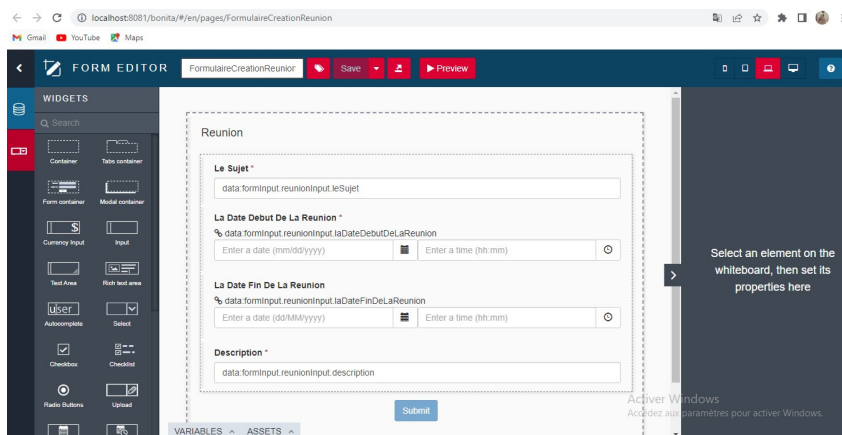 localhost:8081/bonita/#/en/pages/FormulaireCreationReunion
Gmail YouTube Maps
FORM EDITOR FormulaireCreationReunior Save Preview
WIDGETS
Search
Container Tabs container
Form container Modal container
$
Currency Input Input
Text Area Rich text area
user
Autocomplete Select
Checkbox Checklist
Radio Buttons Upload
Reunion
Le Sujet *
data:formInput.reunionInput.leSujet
La Date Debut De La Reunion *
data:formInput.reunionInput.laDateDebutDeLaReunion
Enter a date (mm/dd/yyyy) Enter a time (hh:mm)
La Date Fin De La Reunion
data:formInput.reunionInput.laDateFinDeLaReunion
Enter a date (dd/MM/yyyy) Enter a time (hh:mm)
Description *
data:formInput.reunionInput.description
Submit
VARIABLES ASSETS
Select an element on the
whiteboard, then set its
properties here
Activer Windows
Accédez aux paramètres pour activer Windows.